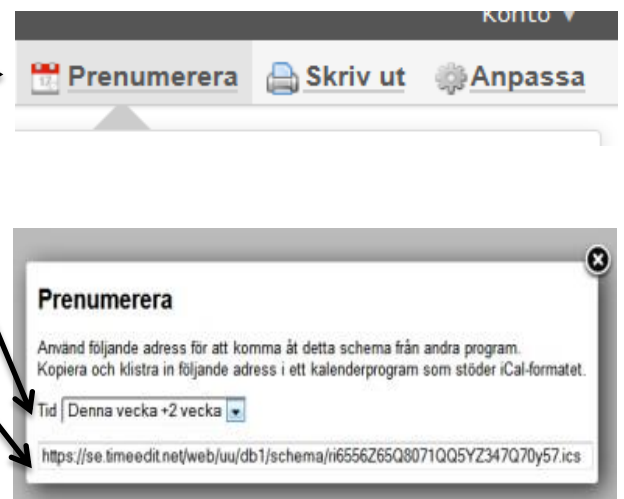 Konto ▼
Prenumerera Skriv ut Anpassa
Prenumerera
Använd följande adress för att komma åt detta schema från andra program.
Kopiera och klistra in följande adress i ett kalenderprogram som stöder iCal-formatet.
Tid Denna vecka +2 vecka
https://se.timeedit.net/web/uu/db1/schema/ri6556Z65Q8071QQ5YZ347Q70y57.ics